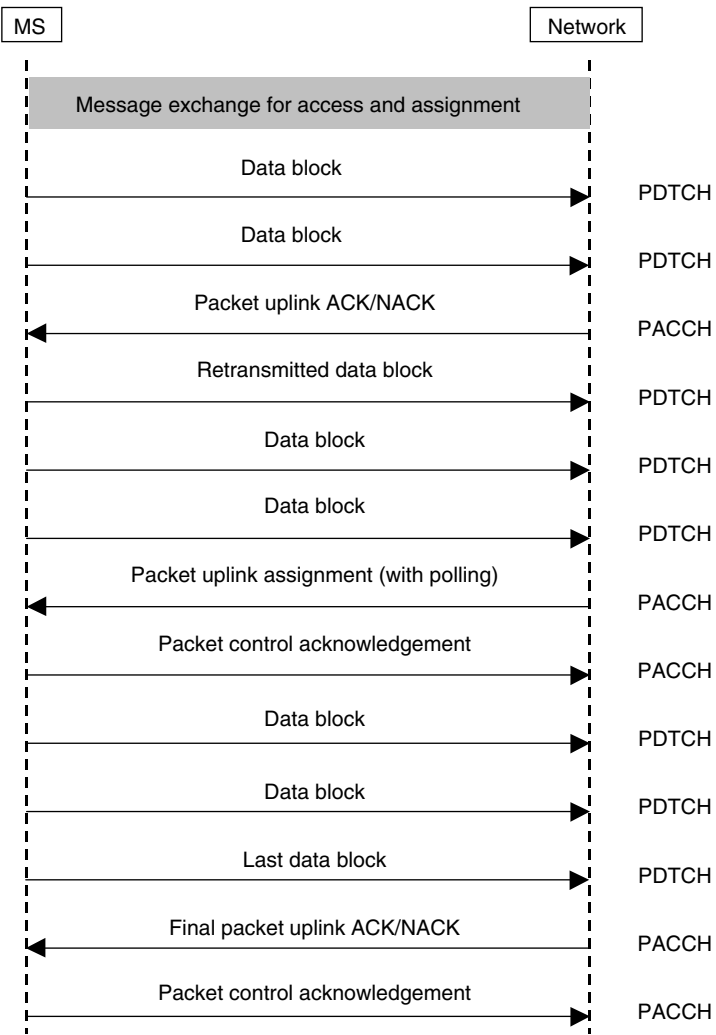 MS Network
Message exchange for access and assignment
Data block
PDTCH
Data block
PDTCH
Packet uplink ACK/NACK
PACCH
Retransmitted data block
PDTCH
Data block
PDTCH
Data block
PDTCH
Packet uplink assignment (with polling)
PACCH
Packet control acknowledgement
PACCH
Data block
PDTCH
Data block
PDTCH
Last data block
PDTCH
Final packet uplink ACK/NACK
PACCH
Packet control acknowledgement
PACCH